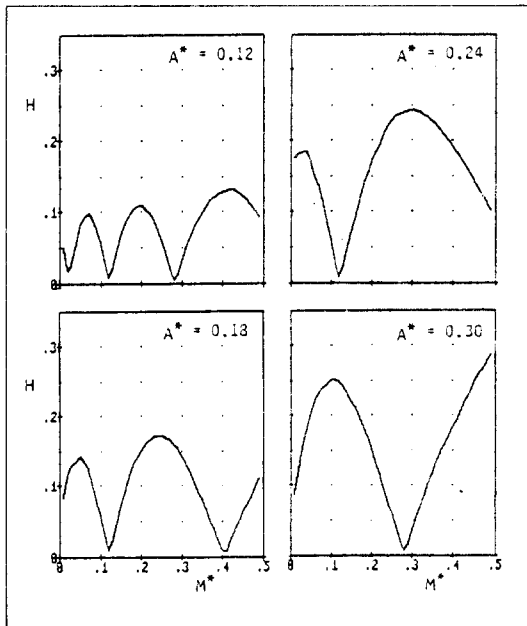 A* = 0.12
A* = 0.24
.3
H
.2
.1
0
A* = 0.18
A* = 0.30
.3
H
.2
.1
0
0 .1 .2 .3 .4 .5
0 .1 .2 .3 .4 .5
M*
M*